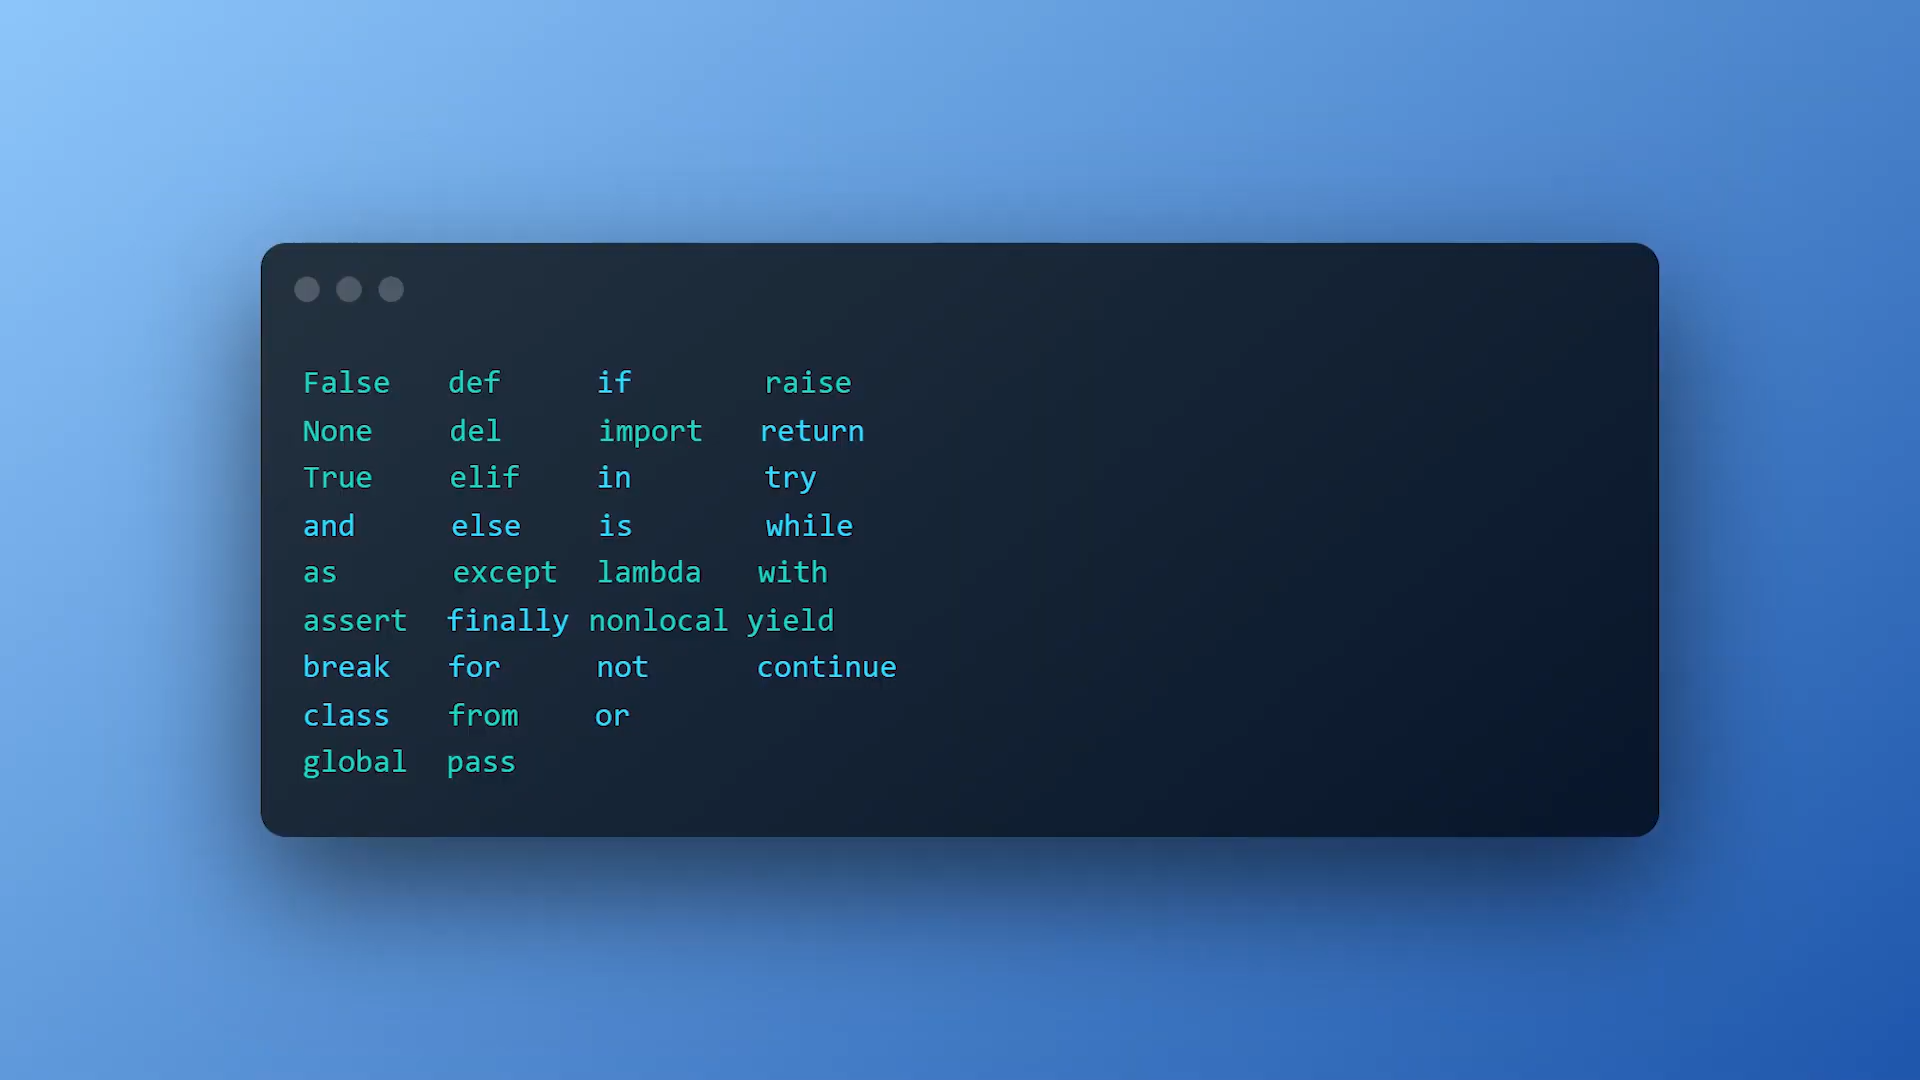 False def if raise
None del import return
True elif in try
and else is while
as except lambda with
assert finally nonlocal yield
break for not continue
class from or
global pass